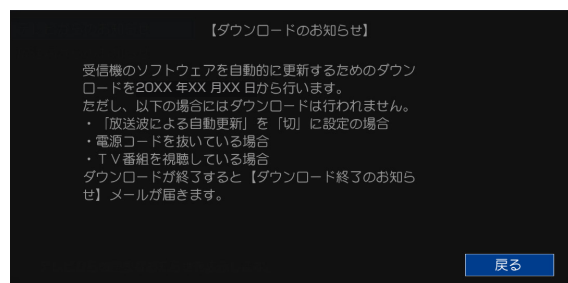 【ダウンロードのお知らせ】
受信機のソフトウェアを自動的に更新するためのダウン
ロードを20XX 年XX 月XX 日から行います。
ただし、以下の場合にはダウンロードは行われません。
・「放送波による自動更新」を「切」に設定の場合
・電源コードを抜いている場合
・TV番組を視聴している場合
ダウンロードが終了すると【ダウンロード終了のお知ら
せ】メールが届きます。
戻る